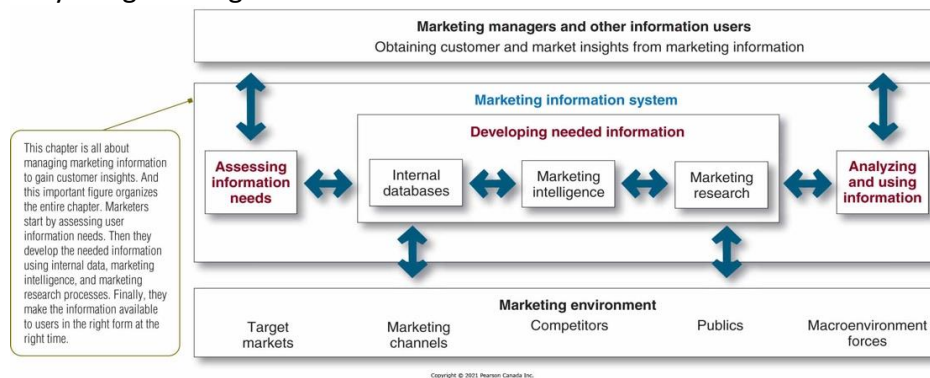 Marketing managers and other information users
Obtaining customer and market insights from marketing information
Marketing information system
Developing needed information
This chapter is all about
managing marketing information
to gain customer insights. And
this important figure organizes
the entire chapter. Marketers
start by assessing user
information needs. Then they
develop the needed information
using internal data, marketing
intelligence, and marketing
research processes. Finally, they
make the information available
to users in the right form at the
right time.
Assessing
information
needs
Internal
databases
Marketing
intelligence
Marketing
research
Analyzing
and using
information
Marketing environment
Target
markets
Marketing
channels
Competitors
Publics
Macroenvironment
forces
Copyright © 2021 Pearson Canada Inc.